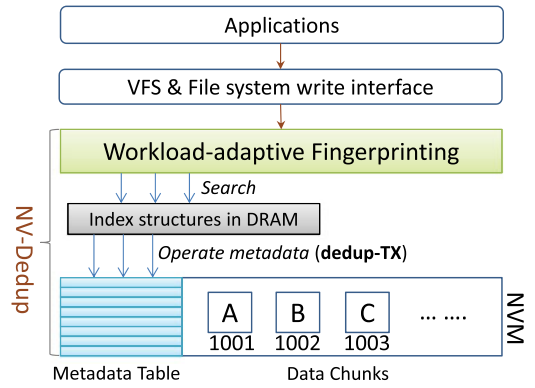 Applications
VFS & File system write interface
Workload-adaptive Fingerprinting
Search
Index structures in DRAM
Operate metadata (dedup-TX)
NV-Dedup
A B C ... ....
1001 1002 1003
NVM
Metadata Table Data Chunks